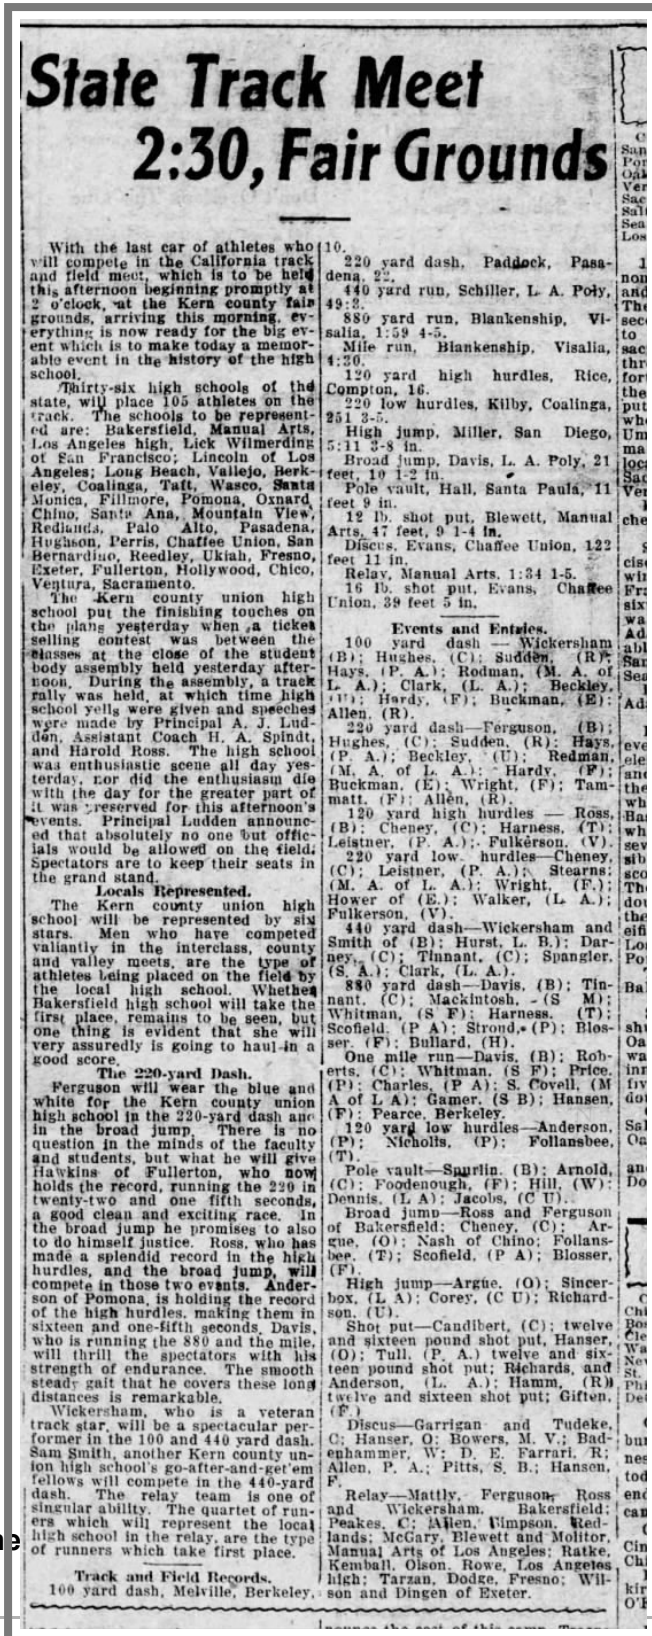 State Track Meet
2:30, Fair Grounds
With the last car of athletes who
will compete in the California track
and field meet, which is to be held
this afternoon beginning promptly at
2 o'clock, at the Kern county fair
grounds, arriving this morning, ev-
erything is now ready for the big ev-
ent which is to make today a memor-
able event in the history of the high
school.
Thirty-six high schools of the
state, will place 105 athletes on the
track. The schools to be represent-
ed are: Bakersfield, Manual Arts,
Los Angeles high, Lick Wilmerding
of San Francisco; Lincoln of Los
Angeles; Long Beach, Vallejo, Berk-
eley, Coalinga, Taft, Wasco, Santa
Monica, Fillmore, Pomona, Oxnard,
Chino, Santa Ana, Mountain View,
Redlands, Palo Alto, Pasadena,
Hughson, Perris, Chaffee Union, San
Bernardino, Reedley, Ukiah, Fresno,
Exeter, Fullerton, Hollywood, Chico,
Ventura, Sacramento.
The Kern county union high
school put the finishing touches on
the plans yesterday when a ticket
selling contest was between the
classes at the close of the student
body assembly held yesterday after-
noon. During the assembly, a track
rally was held, at which time high
school yells were given and speeches
were made by Principal A. J. Lud-
den, Assistant Coach H. A. Spindt,
and Harold Ross. The high school
was enthusiastic scene all day yes-
terday, nor did the enthusiasm die
with the day for the greater part of
it was preserved for this afternoon's
events. Principal Ludden announc-
ed that absolutely no one but offic-
ials would be allowed on the field.
Spectators are to keep their seats in
the grand stand.
Locals Represented.
The Kern county union high
school will be represented by six
stars. Men who have competed
valiantly in the interclass, county
and valley meets, are the type of
athletes being placed on the field by
the local high school. Whether
Bakersfield high school will take the
first place, remains to be seen, but
one thing is evident that she will
very assuredly is going to haul in a
good score.
The 220-yard Dash.
Ferguson will wear the blue and
white for the Kern county union
high school in the 220-yard dash and
in the broad jump. There is no
question in the minds of the faculty
and students, but what he will give
Hawkins of Fullerton, who now
holds the record, running the 220 in
twenty-two and one fifth seconds,
a good clean and exciting race. In
the broad jump he promises to also
to do himself justice. Ross, who has
made a splendid record in the high
hurdles, and the broad jump, will
compete in those two events. Ander-
son of Pomona, is holding the record
of the high hurdles, making them in
sixteen and one-fifth seconds. Davis,
who is running the 880 and the mile,
will thrill the spectators with his
strength of endurance. The smooth
steady gait that he covers these long
distances is remarkable.
Wickersham, who is a veteran
track star, will be a spectacular per-
former in the 100 and 440 yard dash.
Sam Smith, another Kern county un-
ion high school's go-after-and-get'em
fellows will compete in the 440-yard
dash. The relay team is one of
singular ability. The quartet of run-
ers which will represent the local
high school in the relay, are the type
of runners which take first place.
Track and Field Records.
100 yard dash, Melville, Berkeley,
10.
220 yard dash, Paddock, Pasa-
dena, 22.
440 yard run, Schiller, L. A. Poly,
49:3.
880 yard run, Blankenship, Vi-
salia, 1:59 4-5.
Mile run, Blankenship, Visalia,
4:30.
120 yard high hurdles, Rice,
Compton, 16.
220 low hurdles, Kilby, Coalinga,
251 3-5.
High jump, Miller, San Diego,
5:11 3-8 in.
Broad jump, Davis, L. A. Poly, 21
feet, 10 1-2 in.
Pole vault, Hall, Santa Paula, 11
feet 9 in.
12 lb. shot put, Blewett, Manual
Arts, 47 feet, 9 1-4 in.
Discus, Evans, Chaffee Union, 122
feet 11 in.
Relay, Manual Arts, 1:34 1-5.
16 lb. shot put, Evans, Chaffee
Union, 39 feet 5 in.
Events and Entries.
100 yard dash — Wickersham
(B); Hughes, (C); Sudden, (R);
Hays, (P. A.); Rodman, (M. A. of
L. A.); Clark, (L. A.); Beckley,
(U); Hardy, (F); Buckman, (E);
Allen, (R).
220 yard dash—Ferguson, (B);
Hughes, (C); Sudden, (R); Hays,
(P. A.); Beckley, (U); Redman,
(M. A. of L. A.); Hardy, (F);
Buckman, (E); Wright, (F); Tam-
matt, (F); Allen, (R).
120 yard high hurdles — Ross,
(B); Cheney, (C); Harness, (T);
Leistner, (P. A.); Fulkerson, (V).
220 yard low hurdles—Cheney,
(C); Leistner, (P. A.); Stearns;
(M. A. of L. A.); Wright, (F.);
Hower of (E.); Walker, (L A.);
Fulkerson, (V).
440 yard dash—Wickersham and
Smith of (B); Hurst, L. B.); Dar-
ney, (C); Tinnant, (C); Spangler,
(S. A.); Clark, (L. A.).
880 yard dash—Davis, (B); Tin-
nant, (C); Mackintosh, (S M);
Whitman, (S F); Harness, (T);
Scofield, (P A); Stroud, (P); Blos-
ser, (F); Bullard, (H).
One mile run—Davis, (B); Rob-
erts, (C); Whitman, (S F); Price,
(P); Charles, (P A); S. Covell, (M
A of L A); Gamer, (S B); Hansen,
(F); Pearce, Berkeley.
120 yard low hurdles—Anderson,
(P); Nicholls, (P); Follansbee,
(T).
Pole vault—Spurlin, (B); Arnold,
(C); Foodenough, (F); Hill, (W);
Dennis, (L A); Jacobs, (C U).
Broad jump—Ross and Ferguson
of Bakersfield; Cheney, (C); Ar-
gue, (O); Nash of Chino; Follans-
bee, (T); Scofield, (P A); Blosser,
(F).
High jump—Argue, (O); Sincer-
box, (L A); Corey, (C U); Richard-
son, (U).
Shot put—Candibert, (C); twelve
and sixteen pound shot put, Hanser,
(O); Tull, (P. A.) twelve and six-
teen pound shot put; Richards, and
Anderson, (L. A.); Hamm, (R)
twelve and sixteen shot put; Giften,
(F.)
Discus—Garrigan and Tudeke,
C; Hanser, O; Bowers, M. V.; Bad-
enhammer, W; D. E. Farrari, R;
Allen, P. A.; Pitts, S. B.; Hansen,
F.
Relay—Mattly, Ferguson, Ross
and Wickersham, Bakersfield;
Peakes, C; Allen, Simpson, Red-
lands; McGary, Blewett and Molitor,
Manual Arts of Los Angeles; Ratke,
Kemball, Olson, Rowe, Los Angeles
high; Tarzan, Dodge, Fresno; Wil-
son and Dingen of Exeter.